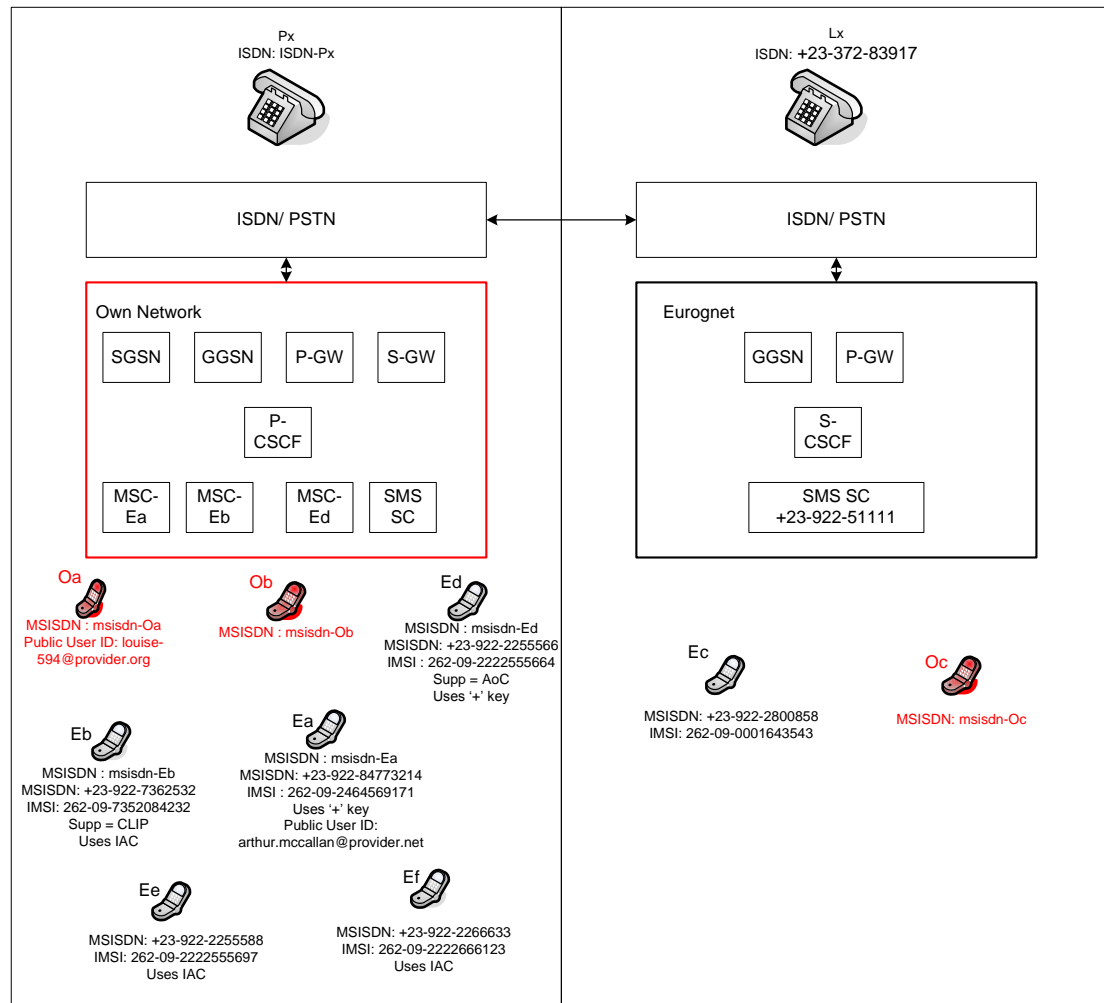 Px
ISDN: ISDN-Px
Lx
ISDN: +23-372-83917
ISDN/ PSTN
ISDN/ PSTN
Own Network
SGSN
GGSN
P-GW
S-GW
P-
CSCF
MSC-
Ea
MSC-
Eb
MSC-
Ed
SMS
SC
Eurognet
GGSN
P-GW
S-
CSCF
SMS SC
+23-922-51111
Oa
MSISDN : msisdn-Oa
Public User ID: louise-
594@provider.org
Ob
MSISDN : msisdn-Ob
Ed
MSISDN : msisdn-Ed
MSISDN: +23-922-2255566
IMSI : 262-09-2222555664
Supp = AoC
Uses '+' key
Eb
MSISDN : msisdn-Eb
MSISDN: +23-922-7362532
IMSI: 262-09-7352084232
Supp = CLIP
Uses IAC
Ea
MSISDN : msisdn-Ea
MSISDN: +23-922-84773214
IMSI : 262-09-2464569171
Uses '+' key
Public User ID:
arthur.mccallan@provider.net
Ee
MSISDN: +23-922-2255588
IMSI: 262-09-2222555697
Uses IAC
Ef
MSISDN: +23-922-2266633
IMSI: 262-09-2222666123
Uses IAC
Ec
MSISDN: +23-922-2800858
IMSI: 262-09-0001643543
Oc
MSISDN: msisdn-Oc